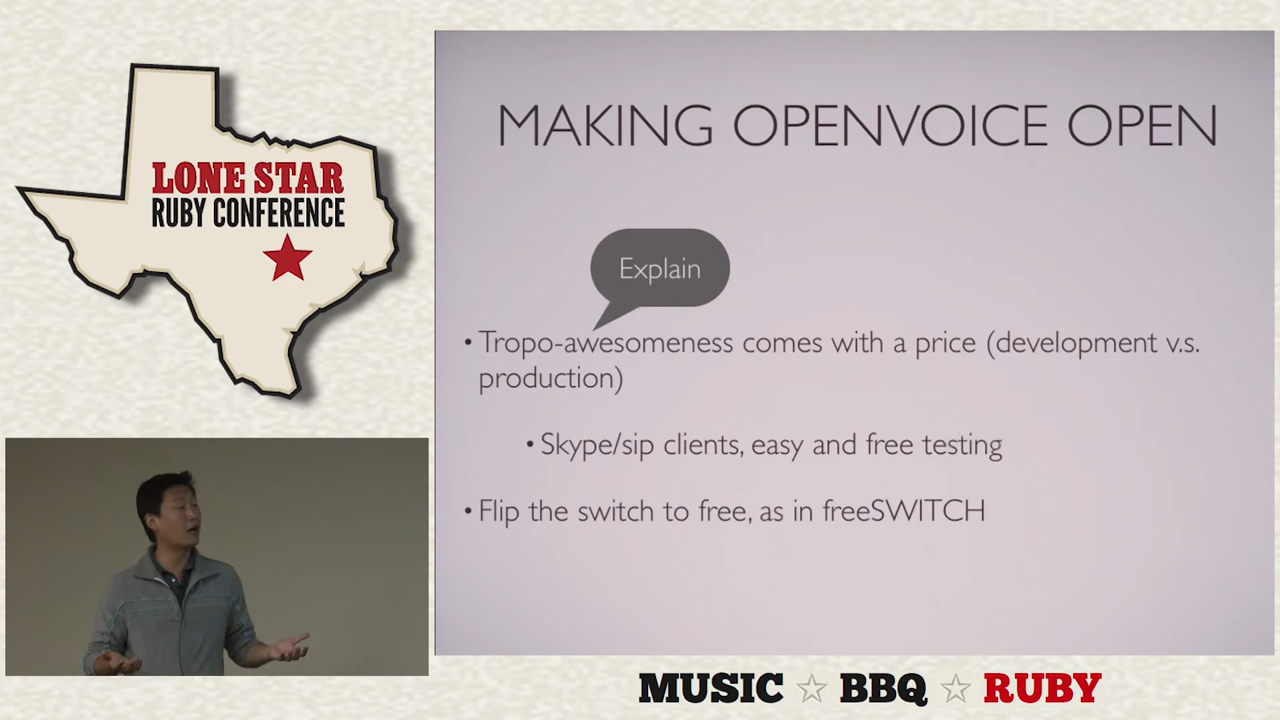 LONE STAR
RUBY CONFERENCE
MAKING OPENVOICE OPEN
Explain
• Tropo-awesomeness comes with a price (development v.s.
production)
• Skype/sip clients, easy and free testing
• Flip the switch to free, as in freeSWITCH
MUSIC ☆ BBQ ☆ RUBY